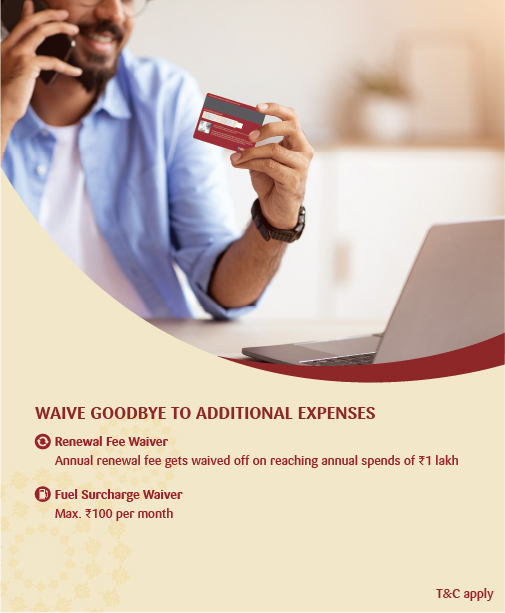 WAIVE GOODBYE TO ADDITIONAL EXPENSES
Renewal Fee Waiver
Annual renewal fee gets waived off on reaching annual spends of ₹1 lakh
Fuel Surcharge Waiver
Max. ₹100 per month
T&C apply